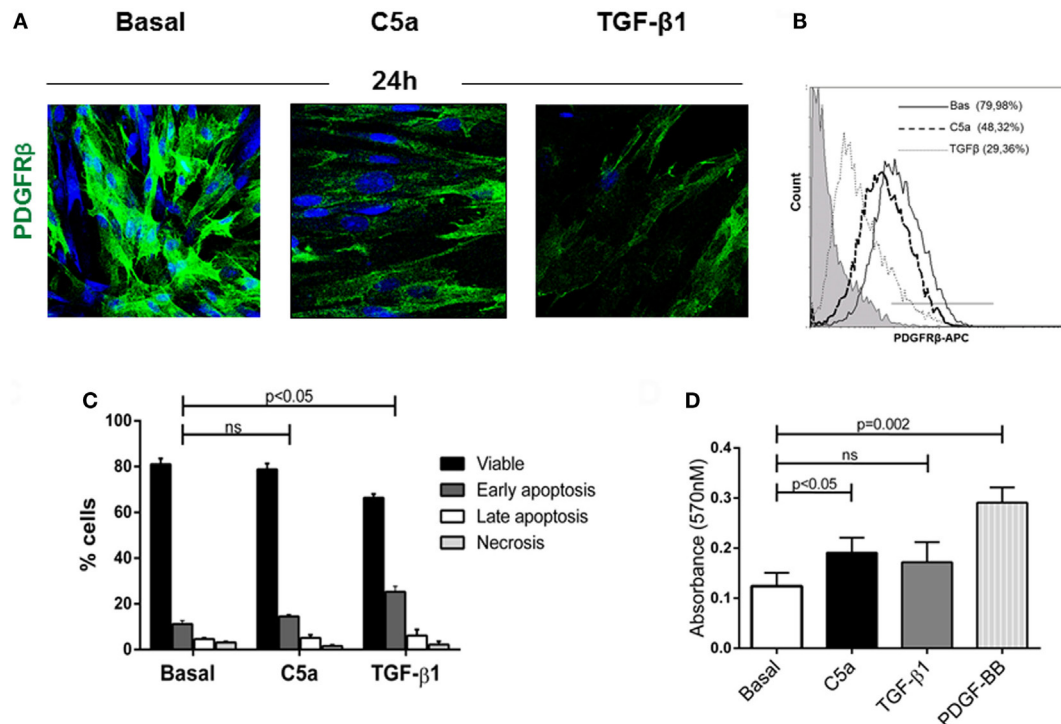 A
Basal
C5a
TGF-β1
24h
PDGFRβ
B
Bas (79,98%)
C5a (48,32%)
TGFβ (29,36%)
Count
PDGFRβ-APC
C
p<0.05
ns
100
80
60
40
20
0
% cells
Viable
Early apoptosis
Late apoptosis
Necrosis
Basal
C5a
TGF-β1
D
p=0.002
ns
p<0.05
0.4
0.3
0.2
0.1
0.0
Absorbance (570nM)
Basal
C5a
TGF-β1
PDGF-BB